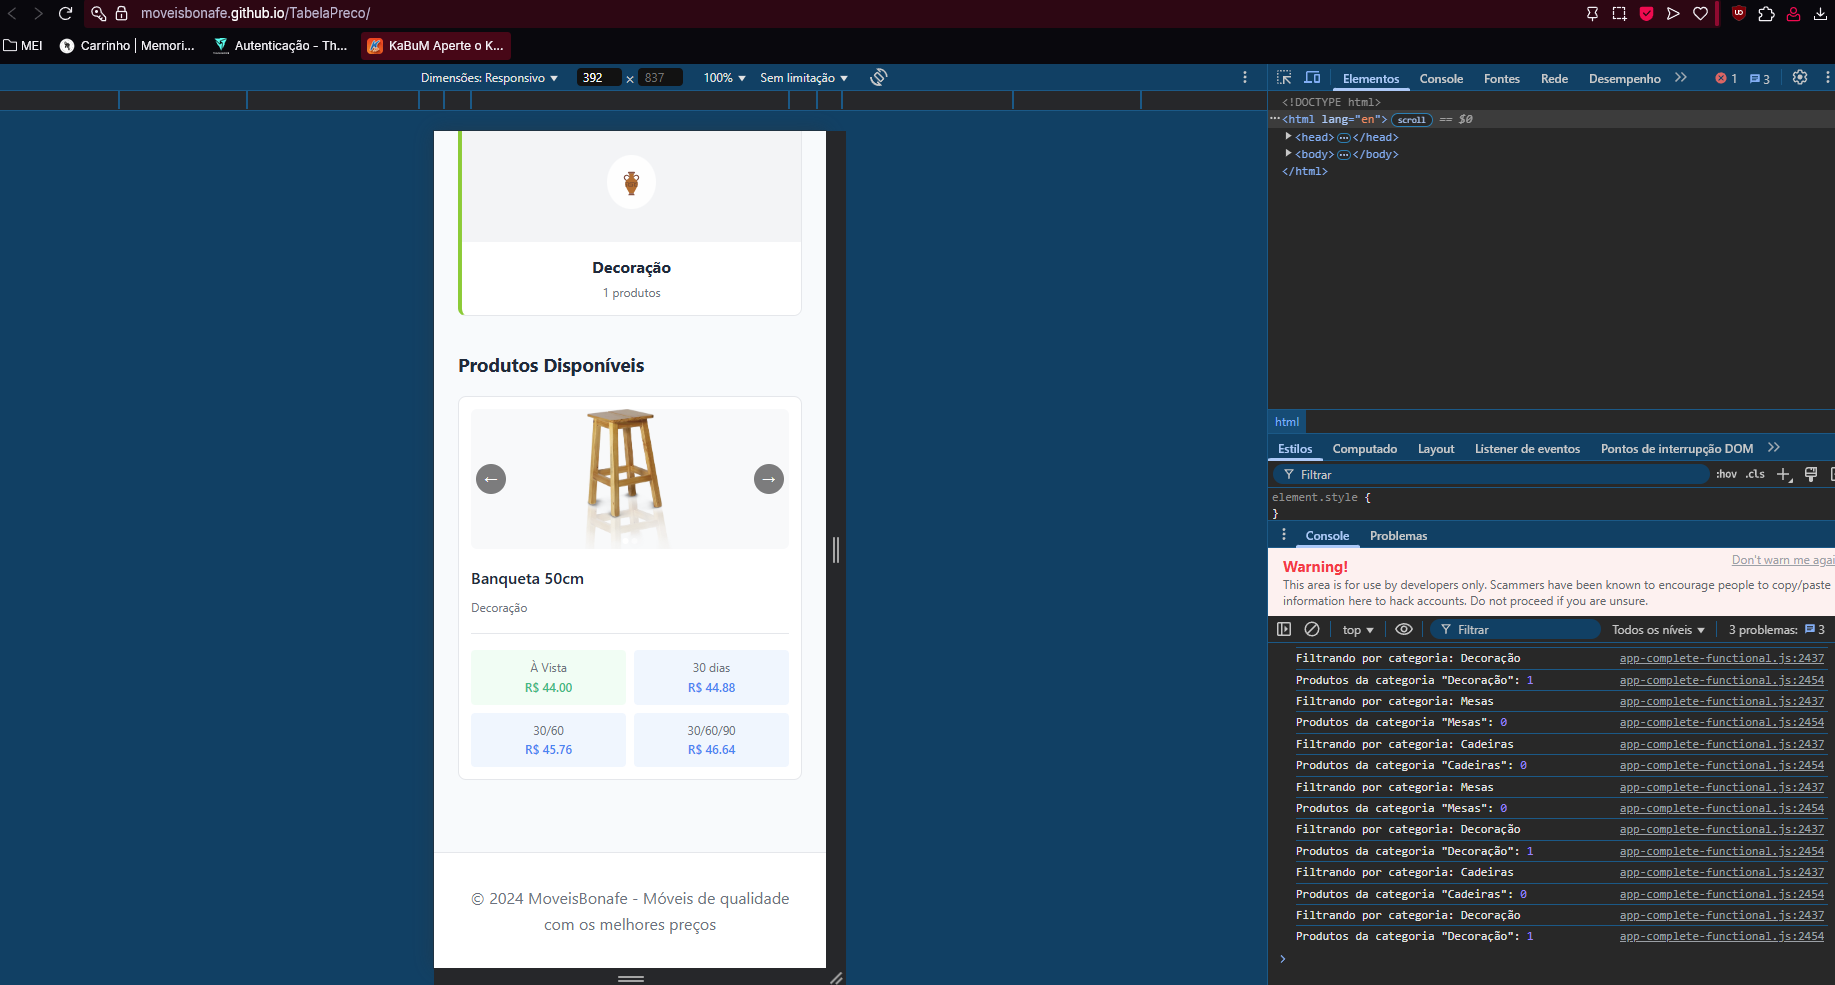 moveisbonafe.github.io/TabelaPreco/
MEI
Carrinho | Memori...
Autenticação - Th...
KaBuM Aperte o K...
Dimensões: Responsivo
392 × 837
100%
Sem limitação
Decoração
1 produtos
Produtos Disponíveis
←
→
Banqueta 50cm
Decoração
À Vista
R$ 44.00
30 dias
R$ 44.88
30/60
R$ 45.76
30/60/90
R$ 46.64
© 2024 MoveisBonafe - Móveis de qualidade
com os melhores preços
Elementos
Console
Fontes
Rede
Desempenho
1
3
<!DOCTYPE html>
<html lang="en"> scroll == $0
<head> </head>
<body> </body>
</html>
html
Estilos
Computado
Layout
Listener de eventos
Pontos de interrupção DOM
Filtrar
:hov .cls
element.style {
}
Console
Problemas
Don't warn me agai
Warning!
This area is for use by developers only. Scammers have been known to encourage people to copy/paste
information here to hack accounts. Do not proceed if you are unsure.
top
Filtrar
Todos os níveis
3 problemas: 3
Filtrando por categoria: Decoração app-complete-functional.js:2437
Produtos da categoria "Decoração": 1 app-complete-functional.js:2454
Filtrando por categoria: Mesas app-complete-functional.js:2437
Produtos da categoria "Mesas": 0 app-complete-functional.js:2454
Filtrando por categoria: Cadeiras app-complete-functional.js:2437
Produtos da categoria "Cadeiras": 0 app-complete-functional.js:2454
Filtrando por categoria: Mesas app-complete-functional.js:2437
Produtos da categoria "Mesas": 0 app-complete-functional.js:2454
Filtrando por categoria: Decoração app-complete-functional.js:2437
Produtos da categoria "Decoração": 1 app-complete-functional.js:2454
Filtrando por categoria: Cadeiras app-complete-functional.js:2437
Produtos da categoria "Cadeiras": 0 app-complete-functional.js:2454
Filtrando por categoria: Decoração app-complete-functional.js:2437
Produtos da categoria "Decoração": 1 app-complete-functional.js:2454